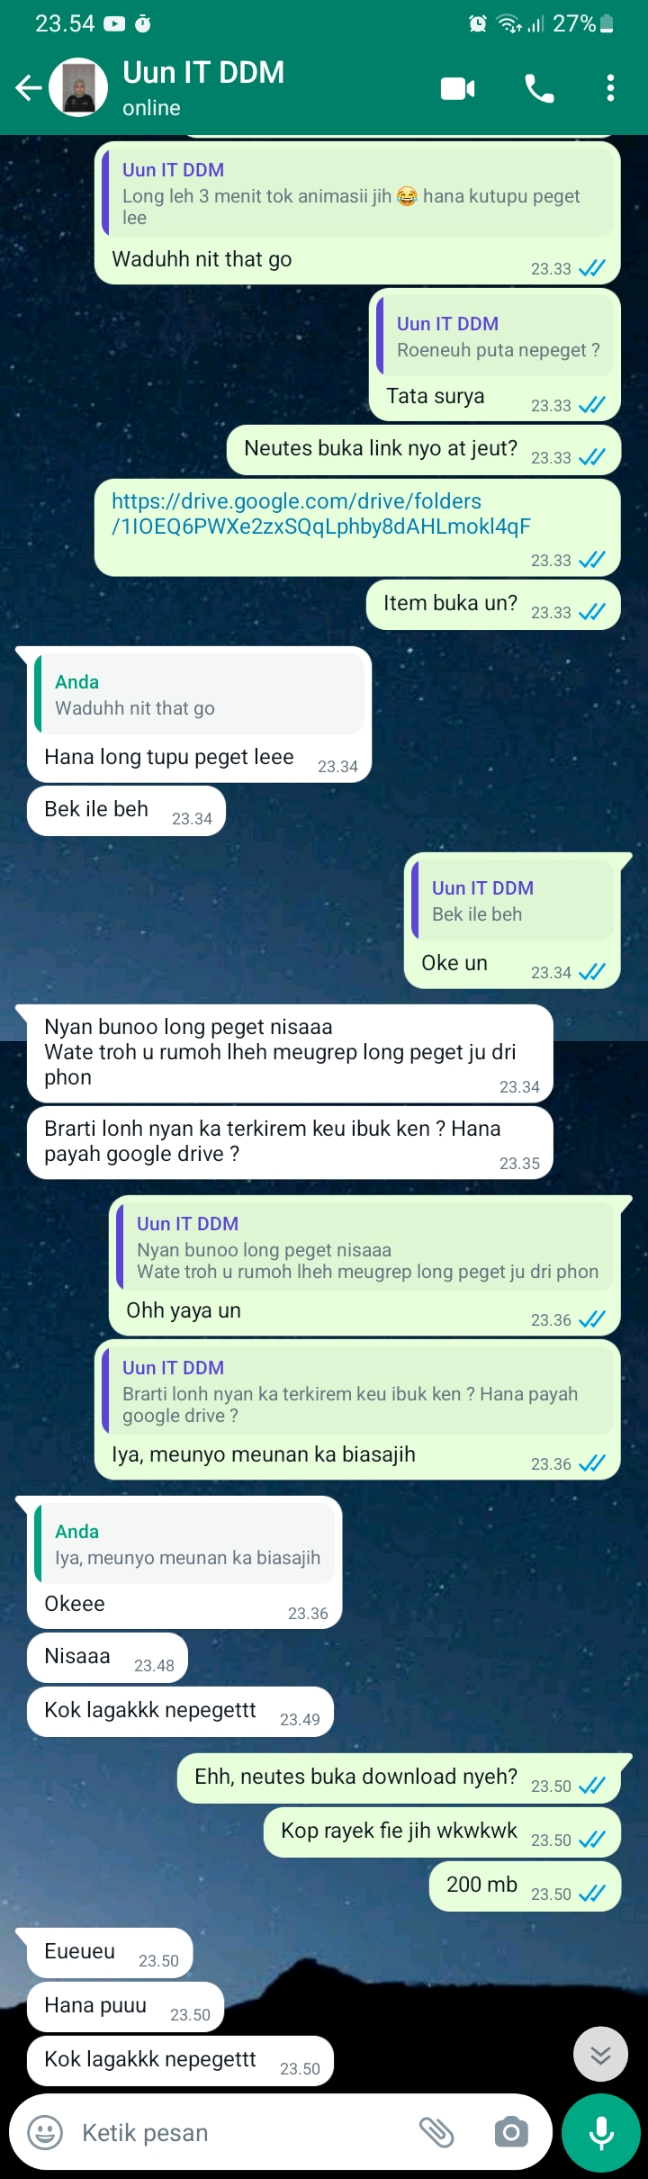 23.54
27%
Uun IT DDM
online
Uun IT DDM
Long leh 3 menit tok animasii jih 😂 hana kutupu peget
lee
Waduhh nit that go
23.33
Uun IT DDM
Roeneuh puta nepeget ?
Tata surya
23.33
Neutes buka link nyo at jeut?
23.33
https://drive.google.com/drive/folders
/1IOEQ6PWXe2zxSQqLphby8dAHLmokl4qF
23.33
Item buka un?
23.33
Anda
Waduhh nit that go
Hana long tupu peget leee
23.34
Bek ile beh
23.34
Uun IT DDM
Bek ile beh
Oke un
23.34
Nyan bunoo long peget nisaaa
Wate troh u rumoh lheh meugrep long peget ju dri
phon
23.34
Brarti lonh nyan ka terkirem keu ibuk ken ? Hana
payah google drive ?
23.35
Uun IT DDM
Nyan bunoo long peget nisaaa
Wate troh u rumoh lheh meugrep long peget ju dri phon
Ohh yaya un
23.36
Uun IT DDM
Brarti lonh nyan ka terkirem keu ibuk ken ? Hana payah
google drive ?
Iya, meunyo meunan ka biasajih
23.36
Anda
Iya, meunyo meunan ka biasajih
Okeee
23.36
Nisaaa
23.48
Kok lagakkk nepegettt
23.49
Ehh, neutes buka download nyeh?
23.50
Kop rayek fie jih wkwkwk
23.50
200 mb
23.50
Eueueu
23.50
Hana puuu
23.50
Kok lagakkk nepegettt
23.50
Ketik pesan